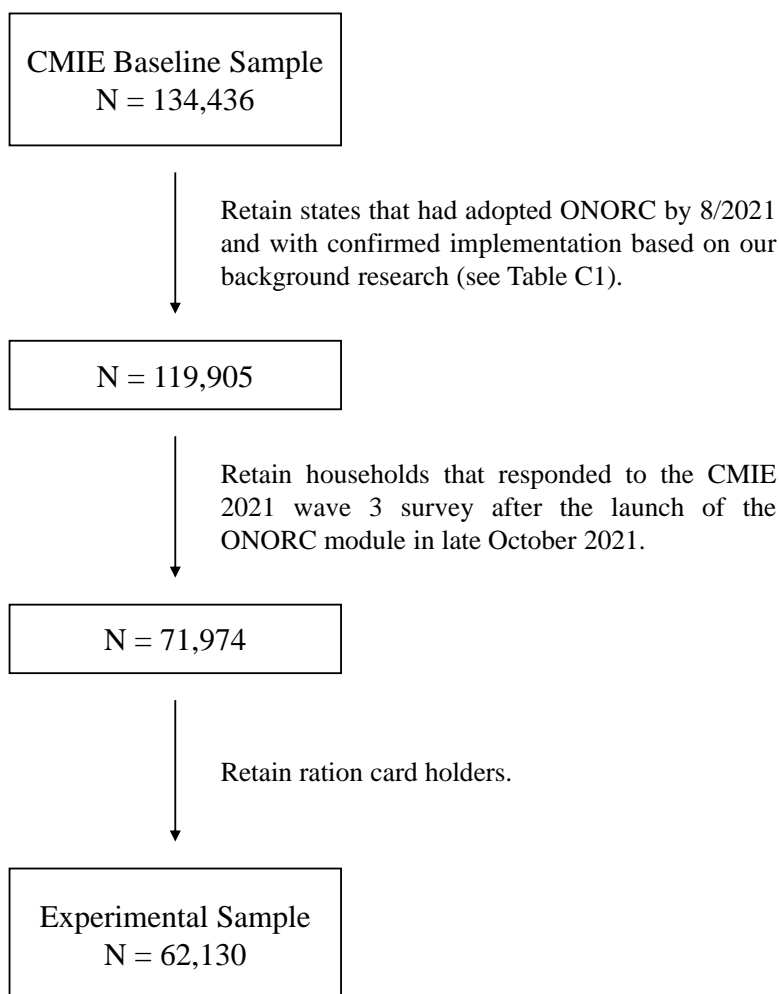 CMIE Baseline Sample
N = 134,436
Retain states that had adopted ONORC by 8/2021
and with confirmed implementation based on our
background research (see Table C1).
N = 119,905
Retain households that responded to the CMIE
2021 wave 3 survey after the launch of the
ONORC module in late October 2021.
N = 71,974
Retain ration card holders.
Experimental Sample
N = 62,130